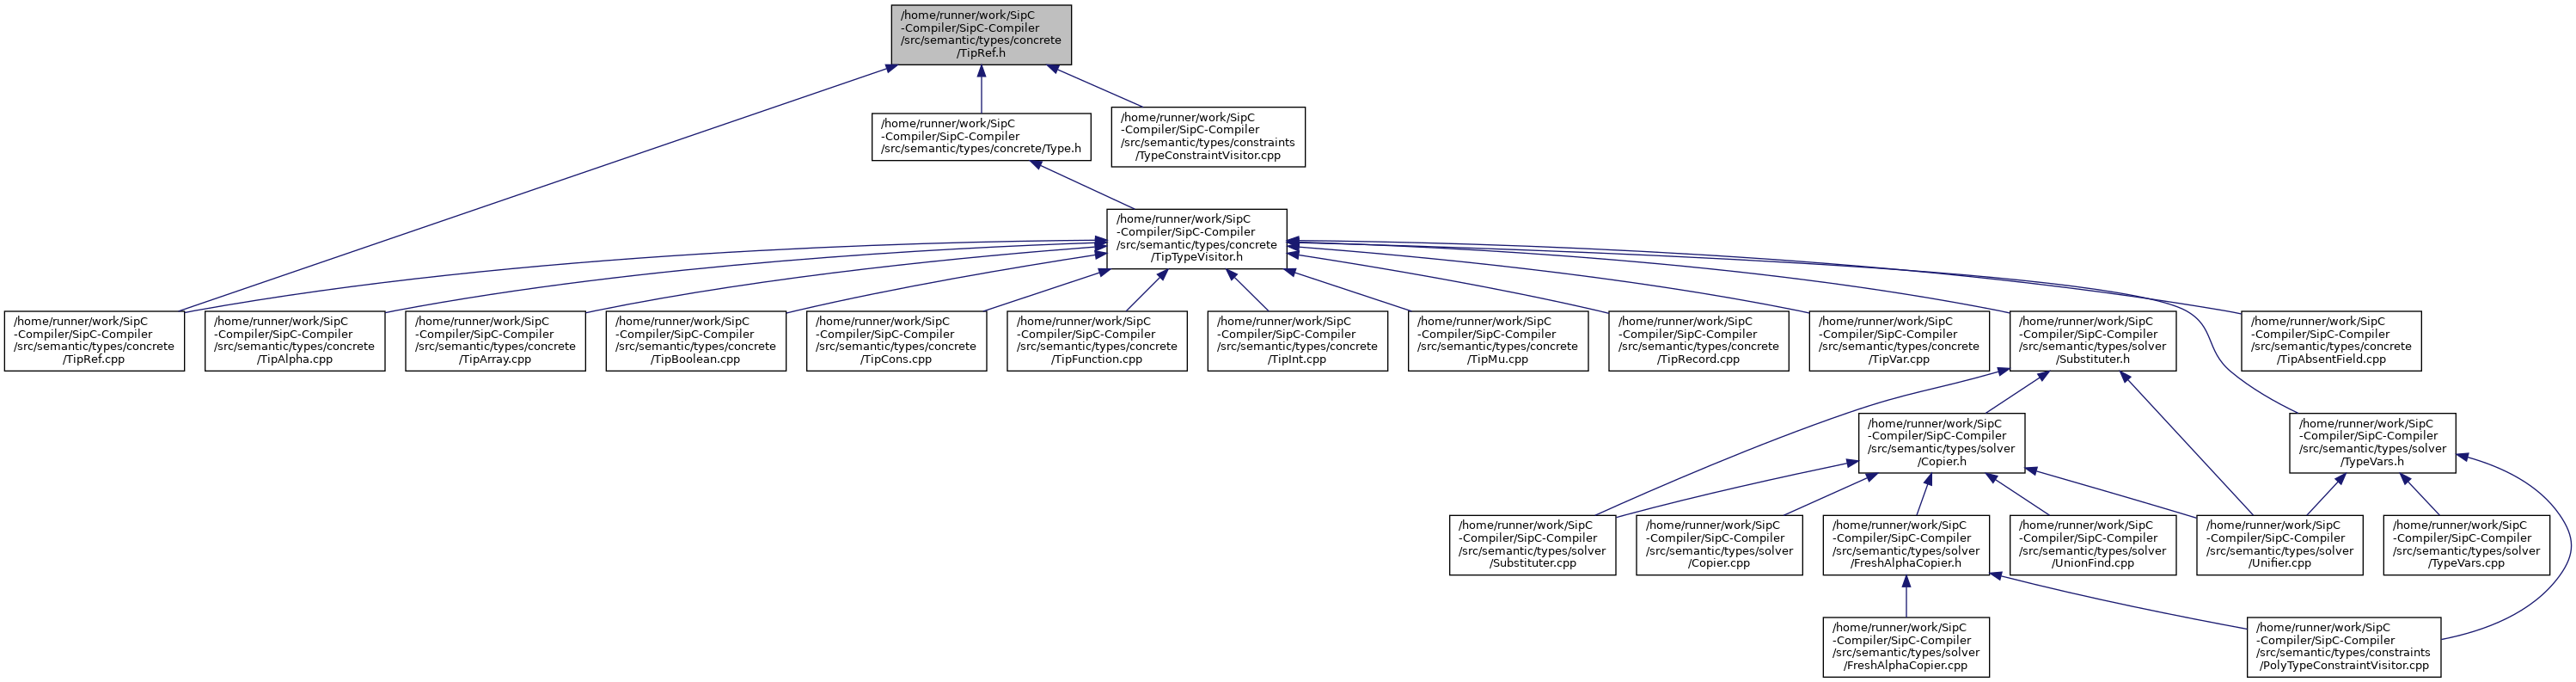 /home/runner/work/SipC
-Compiler/SipC-Compiler
/src/semantic/types/concrete
/TipRef.h
/home/runner/work/SipC
-Compiler/SipC-Compiler
/src/semantic/types/concrete/Type.h
/home/runner/work/SipC
-Compiler/SipC-Compiler
/src/semantic/types/constraints
/TypeConstraintVisitor.cpp
/home/runner/work/SipC
-Compiler/SipC-Compiler
/src/semantic/types/concrete
/TipTypeVisitor.h
/home/runner/work/SipC
-Compiler/SipC-Compiler
/src/semantic/types/concrete
/TipRef.cpp
/home/runner/work/SipC
-Compiler/SipC-Compiler
/src/semantic/types/concrete
/TipAlpha.cpp
/home/runner/work/SipC
-Compiler/SipC-Compiler
/src/semantic/types/concrete
/TipArray.cpp
/home/runner/work/SipC
-Compiler/SipC-Compiler
/src/semantic/types/concrete
/TipBoolean.cpp
/home/runner/work/SipC
-Compiler/SipC-Compiler
/src/semantic/types/concrete
/TipCons.cpp
/home/runner/work/SipC
-Compiler/SipC-Compiler
/src/semantic/types/concrete
/TipFunction.cpp
/home/runner/work/SipC
-Compiler/SipC-Compiler
/src/semantic/types/concrete
/TipInt.cpp
/home/runner/work/SipC
-Compiler/SipC-Compiler
/src/semantic/types/concrete
/TipMu.cpp
/home/runner/work/SipC
-Compiler/SipC-Compiler
/src/semantic/types/concrete
/TipRecord.cpp
/home/runner/work/SipC
-Compiler/SipC-Compiler
/src/semantic/types/concrete
/TipVar.cpp
/home/runner/work/SipC
-Compiler/SipC-Compiler
/src/semantic/types/solver
/Substituter.h
/home/runner/work/SipC
-Compiler/SipC-Compiler
/src/semantic/types/concrete
/TipAbsentField.cpp
/home/runner/work/SipC
-Compiler/SipC-Compiler
/src/semantic/types/solver
/Copier.h
/home/runner/work/SipC
-Compiler/SipC-Compiler
/src/semantic/types/solver
/TypeVars.h
/home/runner/work/SipC
-Compiler/SipC-Compiler
/src/semantic/types/solver
/Substituter.cpp
/home/runner/work/SipC
-Compiler/SipC-Compiler
/src/semantic/types/solver
/Copier.cpp
/home/runner/work/SipC
-Compiler/SipC-Compiler
/src/semantic/types/solver
/FreshAlphaCopier.h
/home/runner/work/SipC
-Compiler/SipC-Compiler
/src/semantic/types/solver
/UnionFind.cpp
/home/runner/work/SipC
-Compiler/SipC-Compiler
/src/semantic/types/solver
/Unifier.cpp
/home/runner/work/SipC
-Compiler/SipC-Compiler
/src/semantic/types/solver
/TypeVars.cpp
/home/runner/work/SipC
-Compiler/SipC-Compiler
/src/semantic/types/solver
/FreshAlphaCopier.cpp
/home/runner/work/SipC
-Compiler/SipC-Compiler
/src/semantic/types/constraints
/PolyTypeConstraintVisitor.cpp